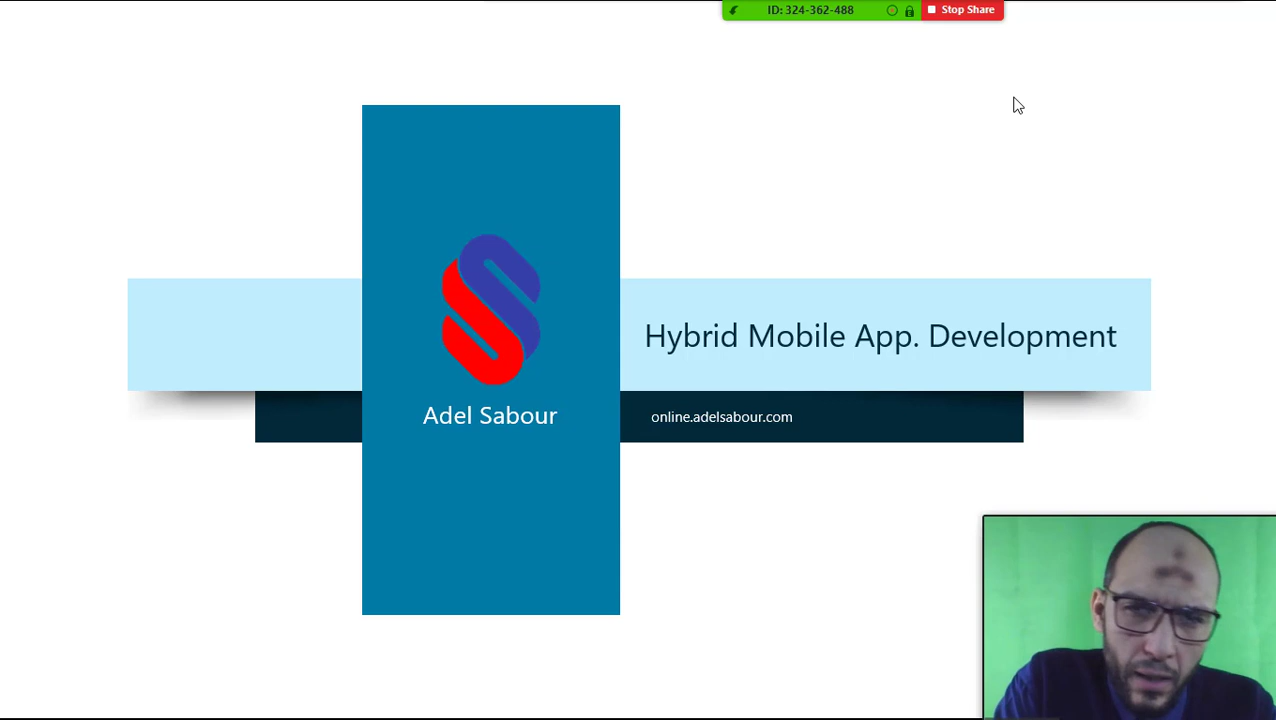 ID: 324-362-488
Stop Share
Hybrid Mobile App. Development
Adel Sabour
online.adelsabour.com